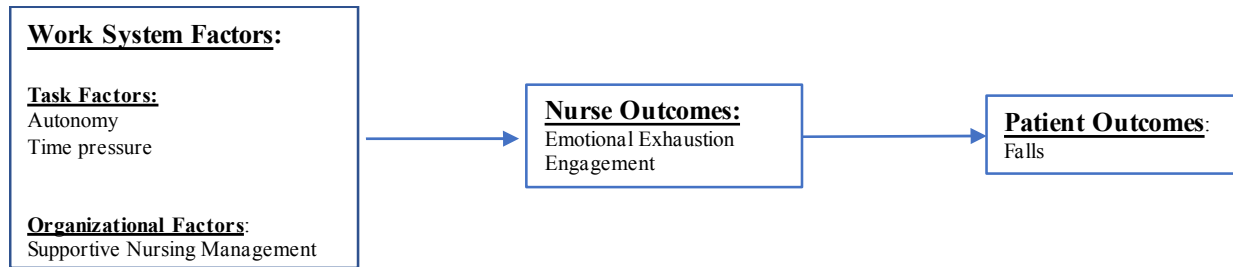 Work System Factors:
Task Factors:
Autonomy
Time pressure
Organizational Factors:
Supportive Nursing Management
Nurse Outcomes:
Emotional Exhaustion
Engagement
Patient Outcomes:
Falls